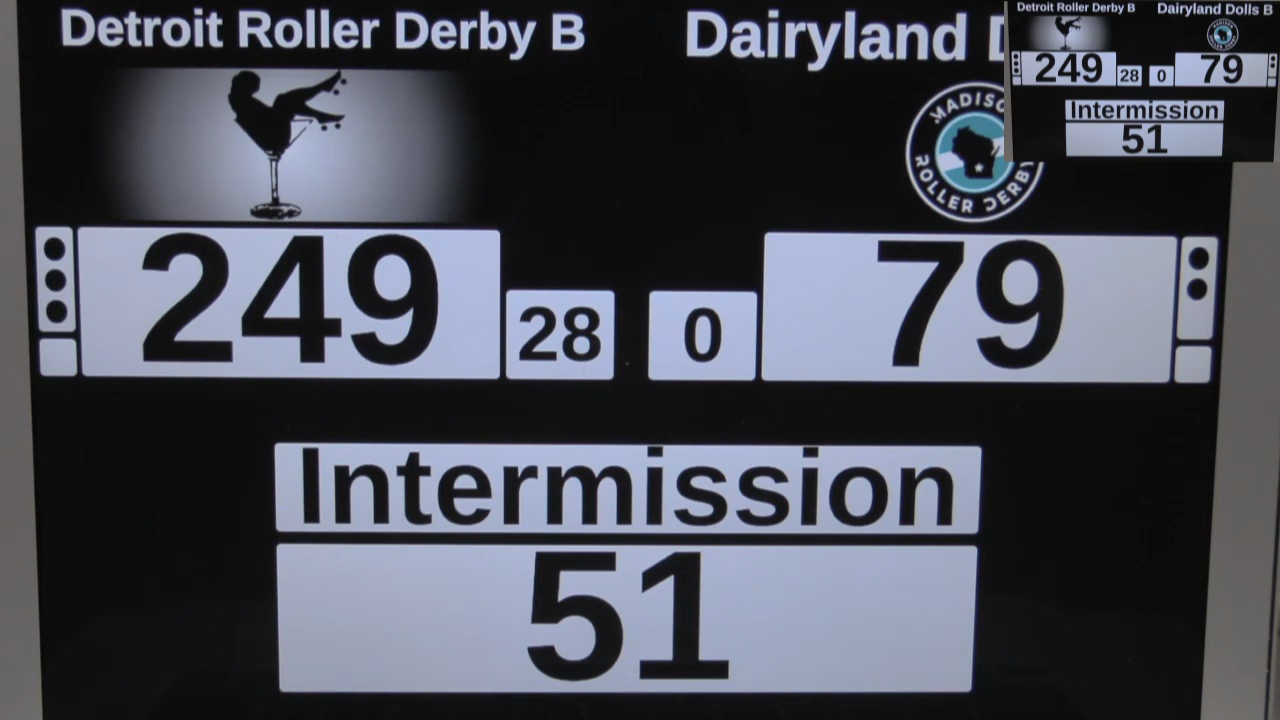 Detroit Roller Derby B
Dairyland D
MADISO
ROLLER DERBY
249
28
0
79
Intermission
51
Detroit Roller Derby B
Dairyland Dolls B
249
28
0
79
Intermission
51